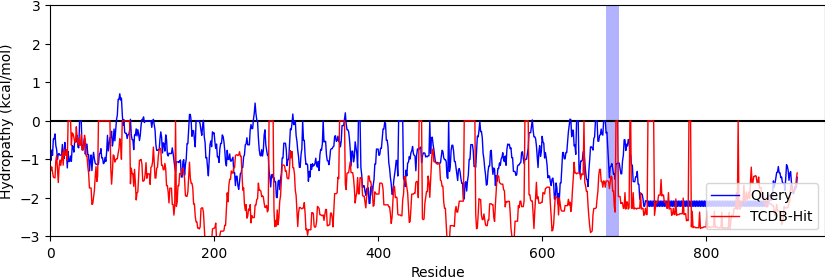 3
2
1
0
−1
−2
−3
Hydropathy (kcal/mol)
0 200 400 600 800
Residue
Query
TCDB-Hit